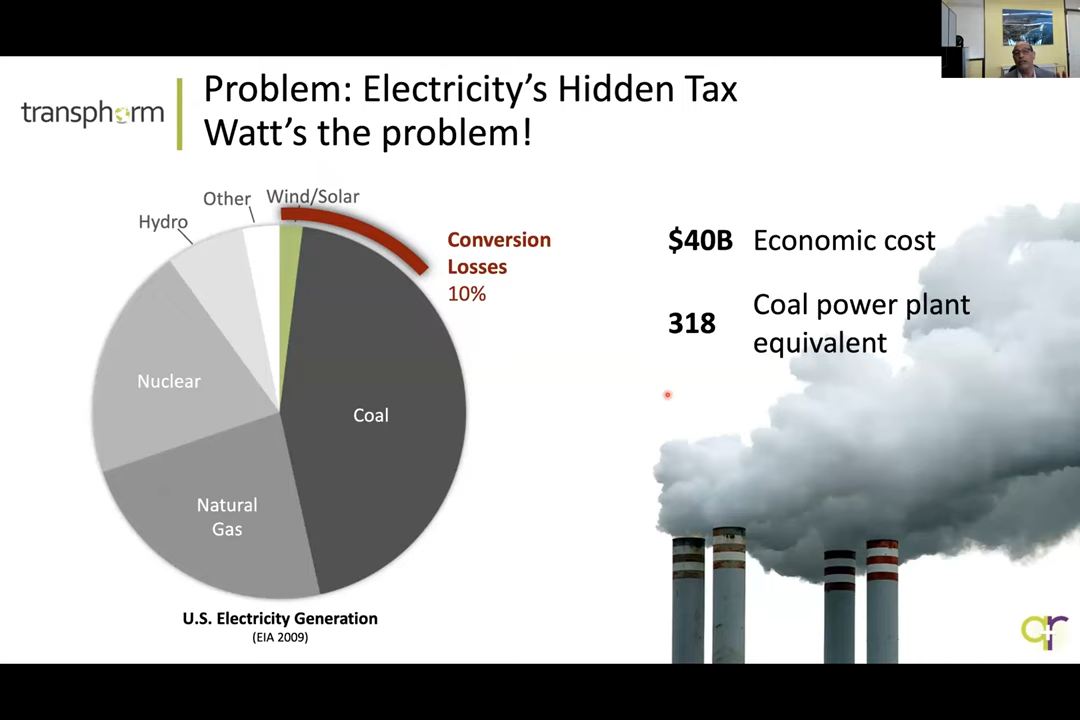 transphorm
Problem: Electricity's Hidden Tax
Watt's the problem!
Other
Wind/Solar
Hydro
Conversion
Losses
10%
Nuclear
Coal
Natural
Gas
U.S. Electricity Generation
(EIA 2009)
$40B Economic cost
318 Coal power plant
equivalent
a+r